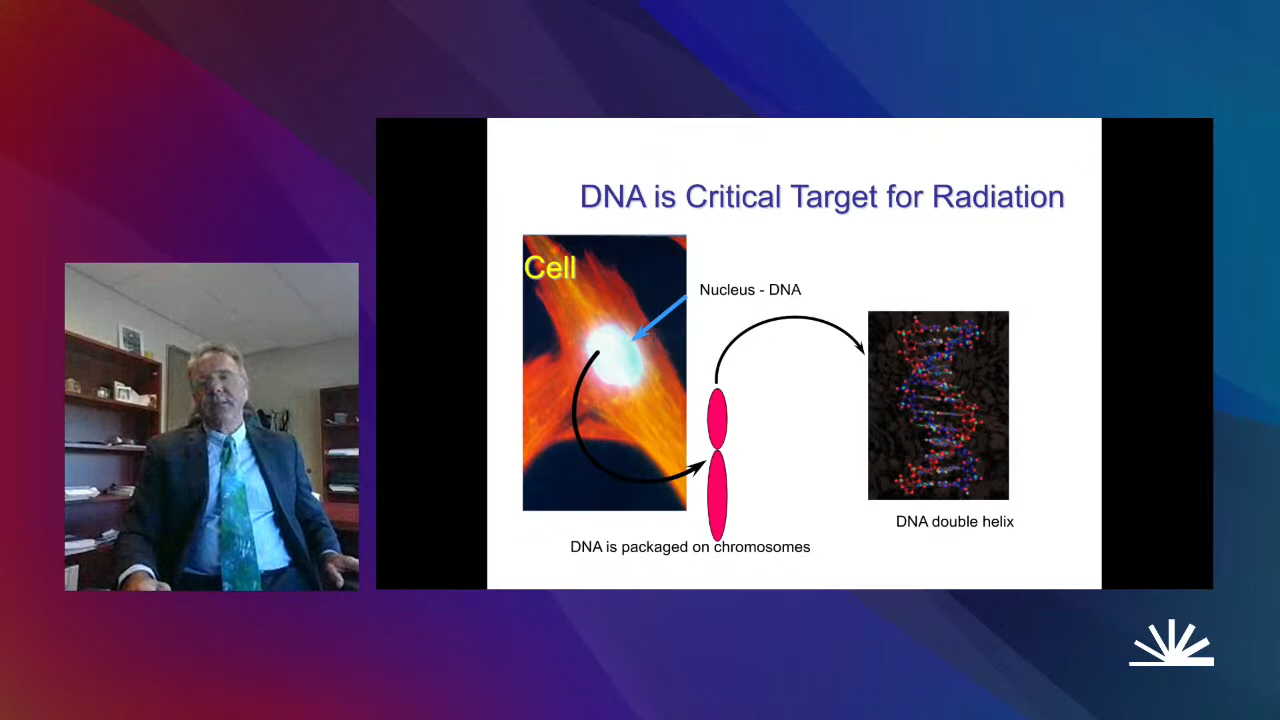 DNA is Critical Target for Radiation
Cell
Nucleus - DNA
DNA double helix
DNA is packaged on chromosomes